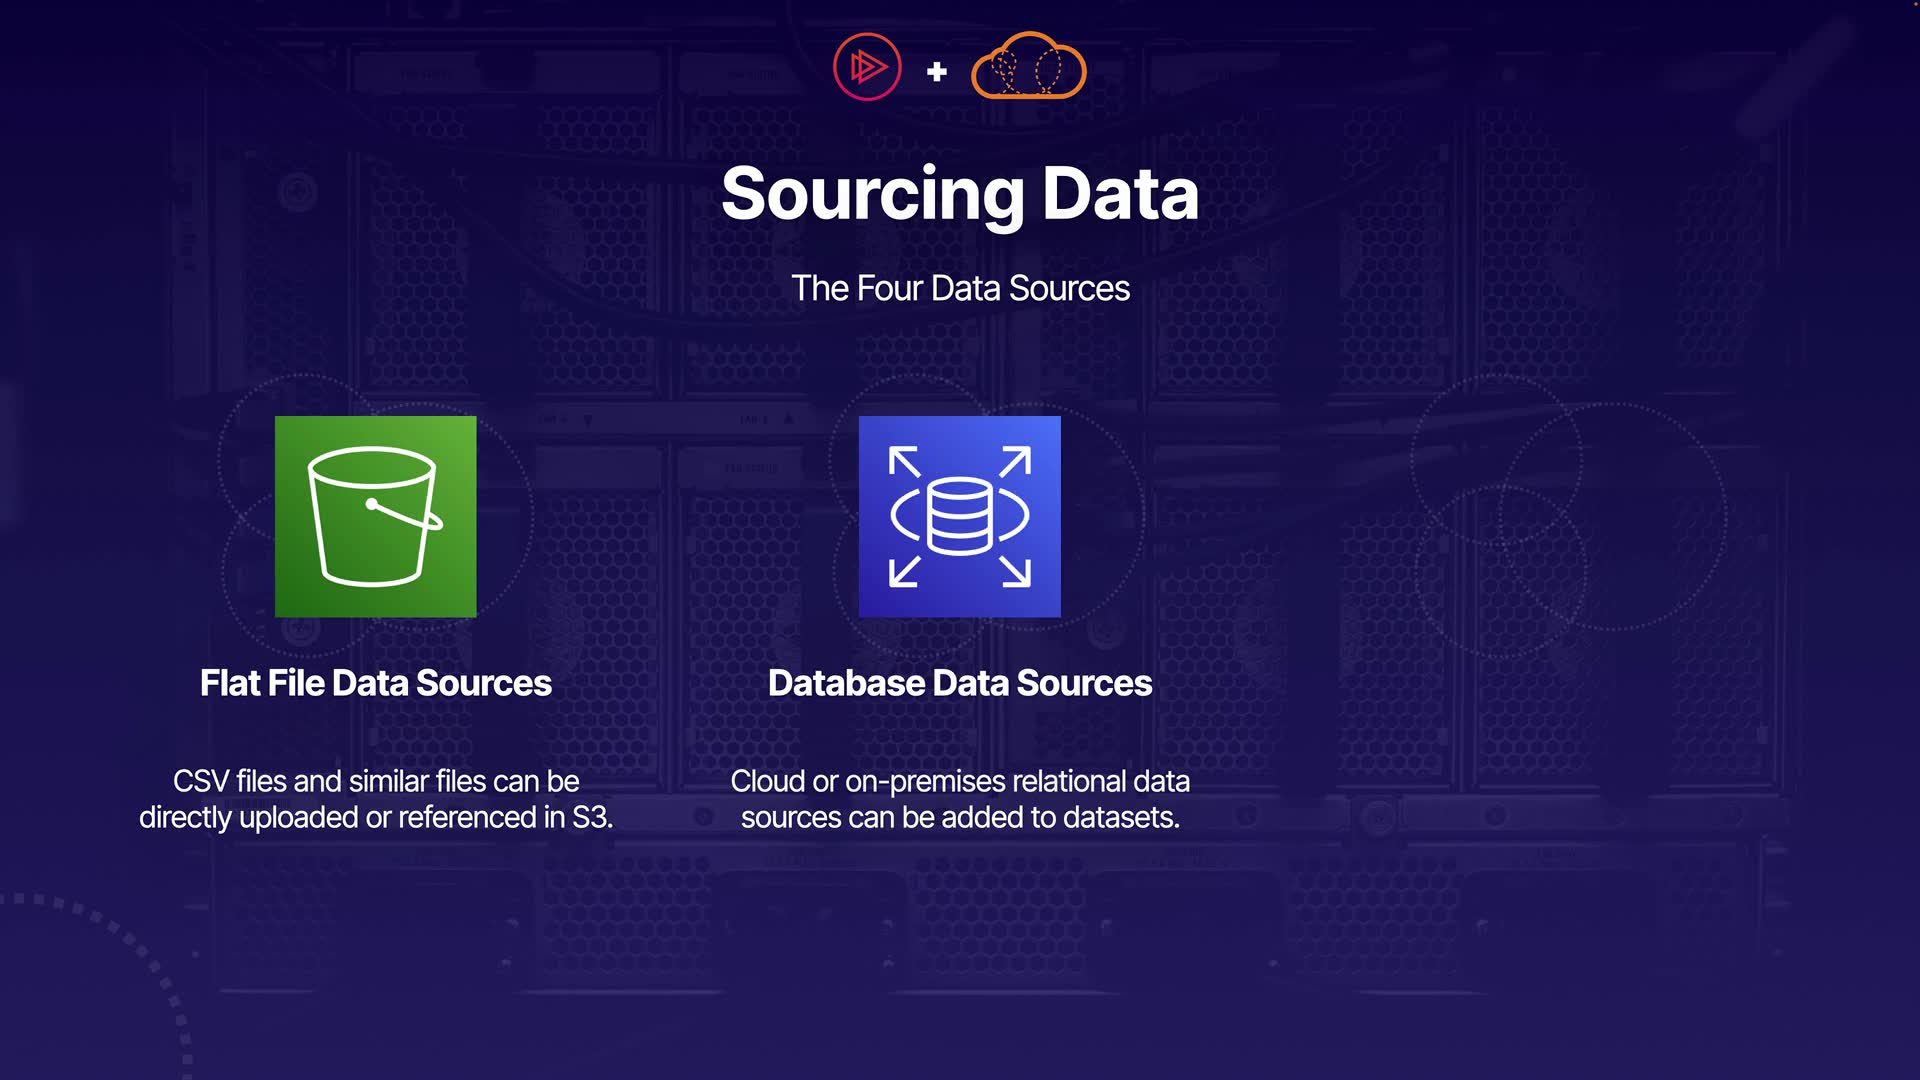 Sourcing Data
The Four Data Sources
Flat File Data Sources
Database Data Sources
CSV files and similar files can be
directly uploaded or referenced in S3.
Cloud or on-premises relational data
sources can be added to datasets.